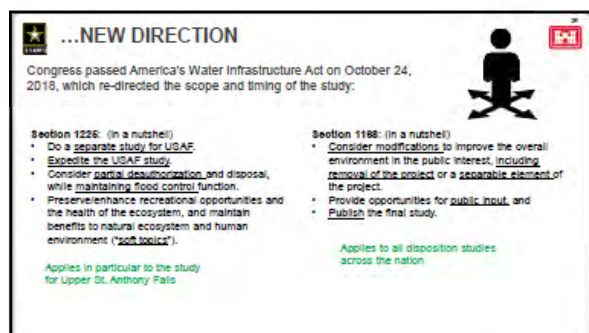 ...NEW DIRECTION
Congress passed America's Water Infrastructure Act on October 24,
2018, which re-directed the scope and timing of the study:
Section 1225: (in a nutshell)
• Do a separate study for USAF.
• Expedite the USAF study.
• Consider partial deauthorization and disposal,
while maintaining flood control function.
• Preserve/enhance recreational opportunities and
the health of the ecosystem, and maintain
benefits to natural ecosystem and human
environment ("soft topics").
Applies in particular to the study
for Upper St. Anthony Falls
Section 1168: (in a nutshell)
• Consider modifications to improve the overall
environment in the public interest, including
removal of the project or a separable element of
the project.
• Provide opportunities for public input, and
• Publish the final study.
Applies to all disposition studies
across the nation